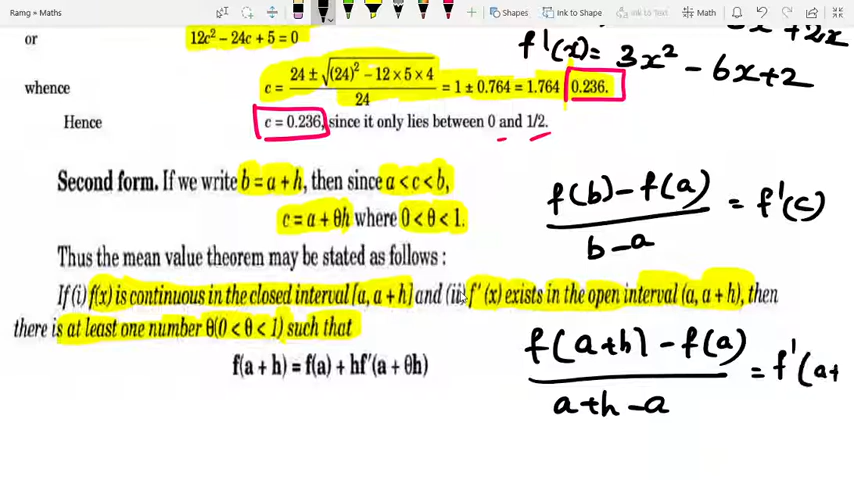 Ramg = Maths
Shapes
Ink to Shape
Ink to Text
Math
or
12c² – 24c + 5 = 0
f'(x) = 3x² - 6x+2
whence
c = 24 ± √(24)² – 12 × 5 × 4 / 24 = 1 ± 0.764 = 1.764 0.236.
Hence
c = 0.236, since it only lies between 0 and 1/2.
Second form. If we write b = a + h, then since a < c < b,
c = a + θh where 0 < θ < 1.
f(b) - f(a) / b - a = f'(c)
Thus the mean value theorem may be stated as follows :
If (i) f(x) is continuous in the closed interval [a, a + h] and (ii) f' (x) exists in the open interval (a, a + h), then
there is at least one number θ(0 < θ < 1) such that
f(a + h) = f(a) + hf'(a + θh)
f(a+h) - f(a) / a+h - a = f'(a+